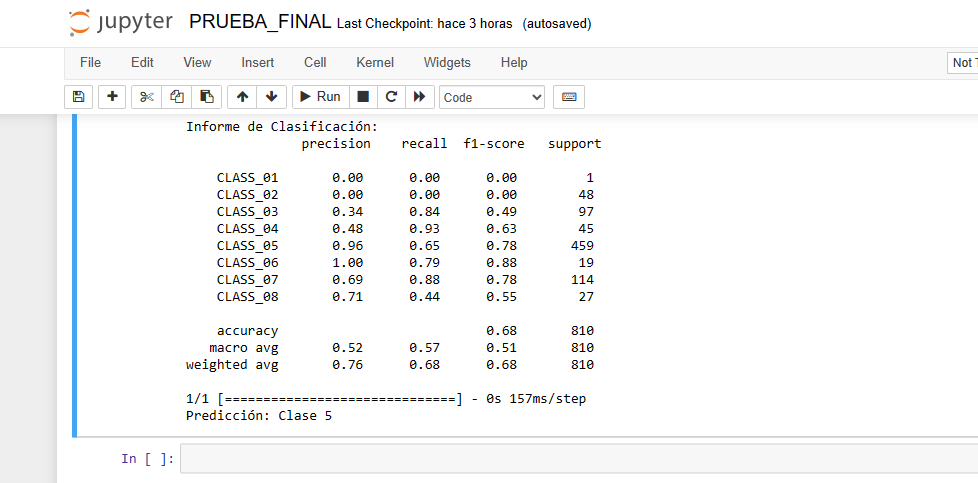 jupyter PRUEBA_FINAL Last Checkpoint: hace 3 horas (autosaved)
File Edit View Insert Cell Kernel Widgets Help Not T
Run Code
Informe de Clasificación:
precision recall f1-score support
CLASS_01 0.00 0.00 0.00 1
CLASS_02 0.00 0.00 0.00 48
CLASS_03 0.34 0.84 0.49 97
CLASS_04 0.48 0.93 0.63 45
CLASS_05 0.96 0.65 0.78 459
CLASS_06 1.00 0.79 0.88 19
CLASS_07 0.69 0.88 0.78 114
CLASS_08 0.71 0.44 0.55 27
accuracy 0.68 810
macro avg 0.52 0.57 0.51 810
weighted avg 0.76 0.68 0.68 810
1/1 [==============================] - 0s 157ms/step
Predicción: Clase 5
In [ ]: